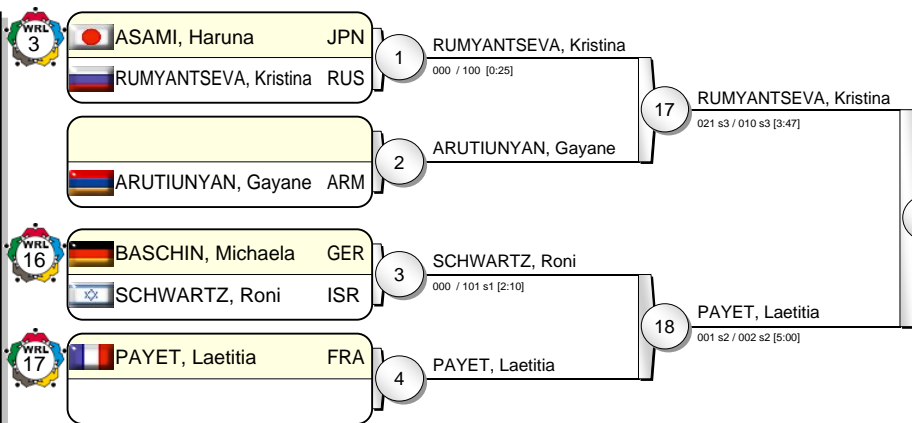 WRL
3
ASAMI, Haruna JPN
RUMYANTSEVA, Kristina RUS
1
RUMYANTSEVA, Kristina
000 / 100 [0:25]
17
RUMYANTSEVA, Kristina
021 s3 / 010 s3 [3:47]
ARUTIUNYAN, Gayane ARM
2
ARUTIUNYAN, Gayane
WRL
16
BASCHIN, Michaela GER
SCHWARTZ, Roni ISR
3
SCHWARTZ, Roni
000 / 101 s1 [2:10]
18
PAYET, Laetitia
001 s2 / 002 s2 [5:00]
WRL
17
PAYET, Laetitia FRA
4
PAYET, Laetitia